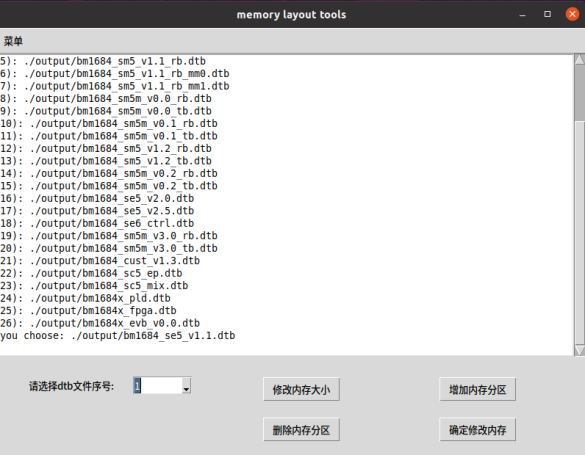 memory layout tools
菜单
5): ./output/bm1684_sm5_v1.1_rb.dtb
6): ./output/bm1684_sm5_v1.1_rb_mm0.dtb
7): ./output/bm1684_sm5_v1.1_rb_mm1.dtb
8): ./output/bm1684_sm5m_v0.0_rb.dtb
9): ./output/bm1684_sm5m_v0.0_tb.dtb
10): ./output/bm1684_sm5m_v0.1_rb.dtb
11): ./output/bm1684_sm5m_v0.1_tb.dtb
12): ./output/bm1684_sm5_v1.2_rb.dtb
13): ./output/bm1684_sm5_v1.2_tb.dtb
14): ./output/bm1684_sm5m_v0.2_rb.dtb
15): ./output/bm1684_sm5m_v0.2_tb.dtb
16): ./output/bm1684_se5_v2.0.dtb
17): ./output/bm1684_se5_v2.5.dtb
18): ./output/bm1684_se6_ctrl.dtb
19): ./output/bm1684_sm5m_v3.0_rb.dtb
20): ./output/bm1684_sm5m_v3.0_tb.dtb
21): ./output/bm1684_cust_v1.3.dtb
22): ./output/bm1684_sc5_ep.dtb
23): ./output/bm1684_sc5_mix.dtb
24): ./output/bm1684x_pld.dtb
25): ./output/bm1684x_fpga.dtb
26): ./output/bm1684x_evb_v0.0.dtb
you choose: ./output/bm1684_se5_v1.1.dtb
请选择dtb文件序号: 1 修改内存大小 增加内存分区
删除内存分区 确定修改内存